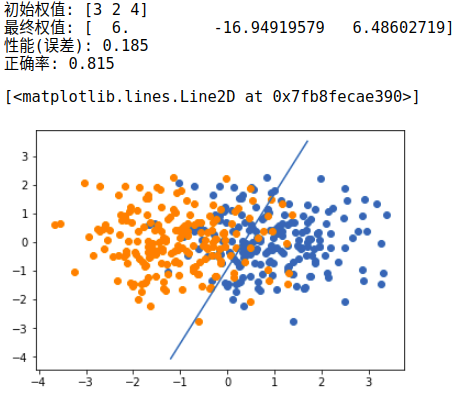 初始权值: [3 2 4]
最终权值: [  6.         -16.94919579   6.48602719]
性能(误差): 0.185
正确率: 0.815
[<matplotlib.lines.Line2D at 0x7fb8fecae390>]
3
2
1
0
−1
−2
−3
−4
−4 −3 −2 −1 0 1 2 3